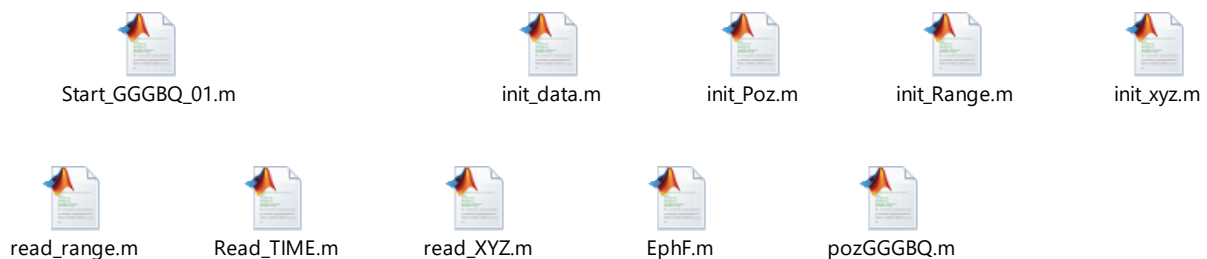 Start_GGGBQ_01.m init_data.m init_Poz.m init_Range.m init_xyz.m
read_range.m Read_TIME.m read_XYZ.m EphF.m pozGGGBQ.m